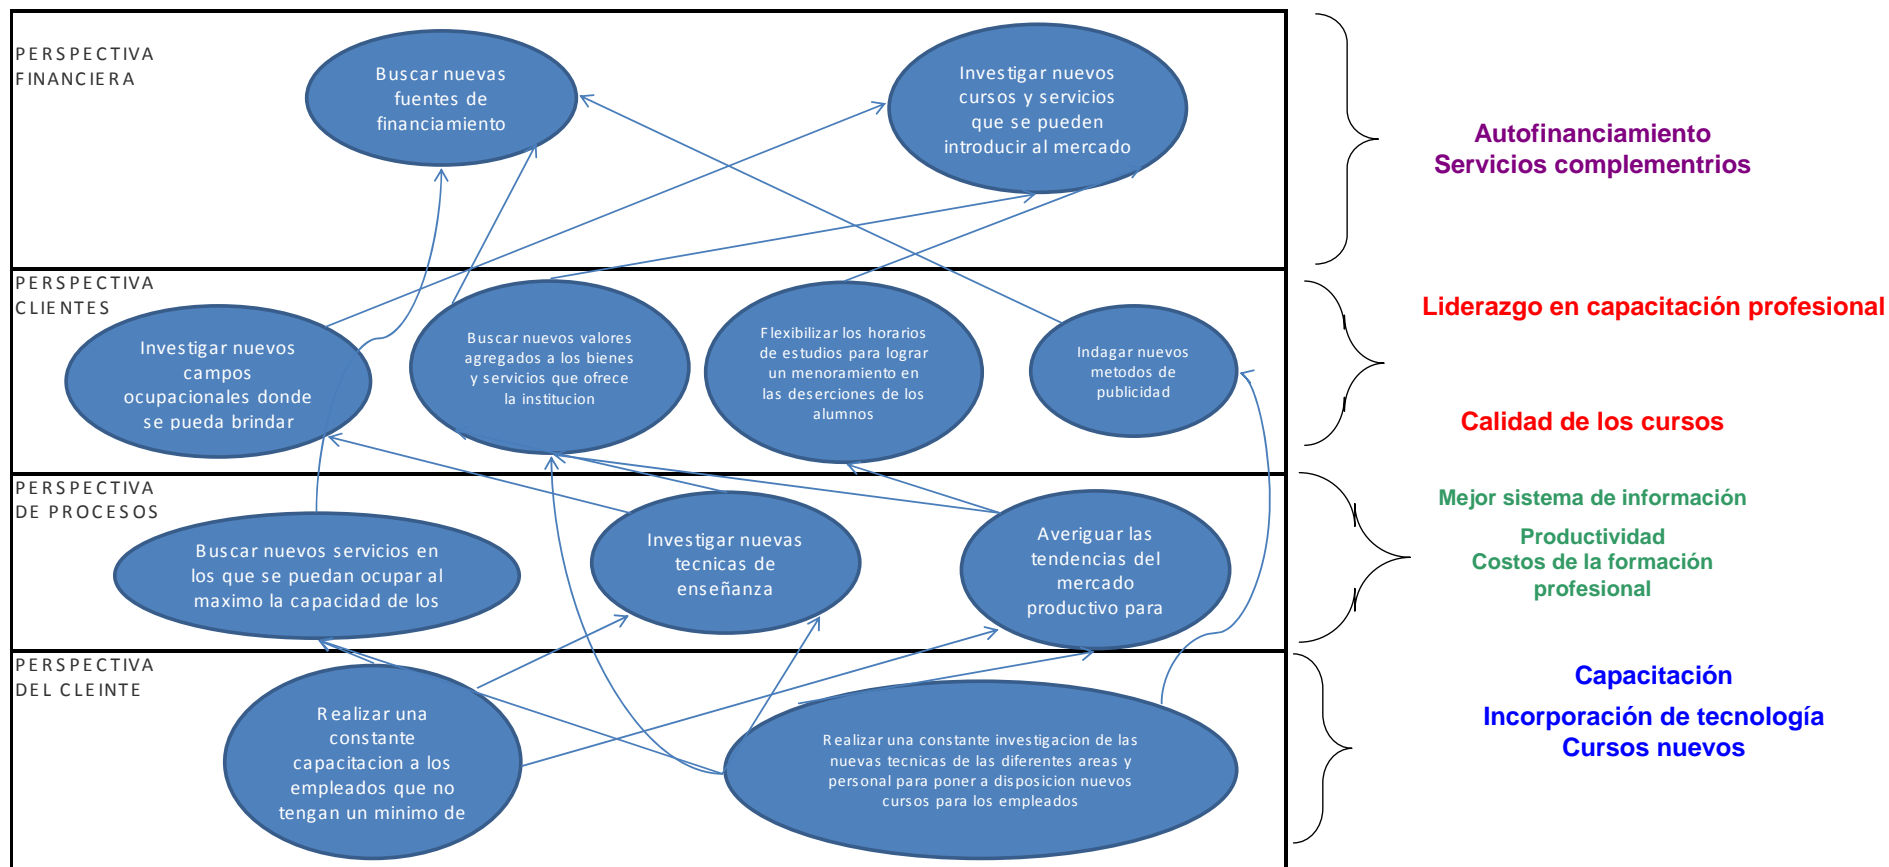 PERSPECTIVA
FINANCIERA
Buscar nuevas
fuentes de
financiamiento
Investigar nuevos
cursos y servicios
que se pueden
introducir al mercado
Autofinanciamiento
Servicios complementrios
PERSPECTIVA
CLIENTES
Investigar nuevos
campos
ocupacionales donde
se pueda brindar
Buscar nuevos valores
agregados a los bienes
y servicios que ofrece
la institucion
Flexibilizar los horarios
de estudios para lograr
un menoramiento en
las deserciones de los
alumnos
Indagar nuevos
metodos de
publicidad
Liderazgo en capacitación profesional
Calidad de los cursos
PERSPECTIVA
DE PROCESOS
Buscar nuevos servicios en
los que se puedan ocupar al
maximo la capacidad de los
Investigar nuevas
tecnicas de
enseñanza
Averiguar las
tendencias del
mercado
productivo para
Mejor sistema de información
Productividad
Costos de la formación
profesional
PERSPECTIVA
DEL CLEINTE
Realizar una
constante
capacitacion a los
empleados que no
tengan un minimo de
Realizar una constante investigacion de las
nuevas tecnicas de las diferentes areas y
personal para poner a disposicion nuevos
cursos para los empleados
Capacitación
Incorporación de tecnología
Cursos nuevos